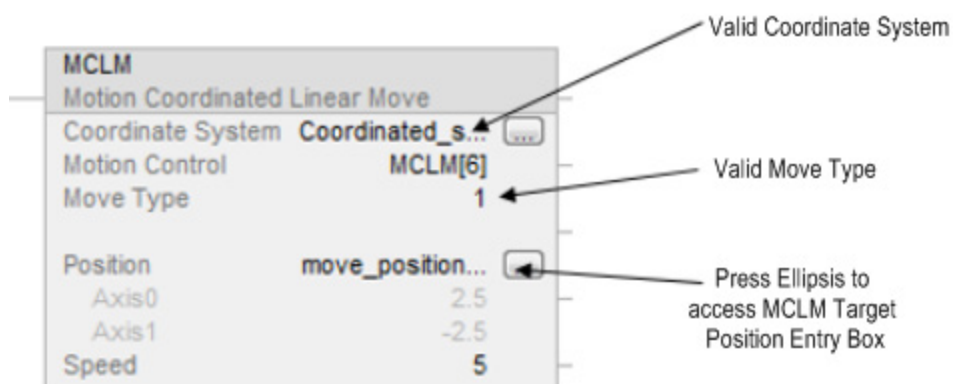 Valid Coordinate System
MCLM
Motion Coordinated Linear Move
Coordinate System Coordinated_s... ...
Motion Control MCLM[6]
Move Type 1
Valid Move Type
Position move_position...
Axis0 2.5
Axis1 -2.5
Speed 5
Press Ellipsis to
access MCLM Target
Position Entry Box